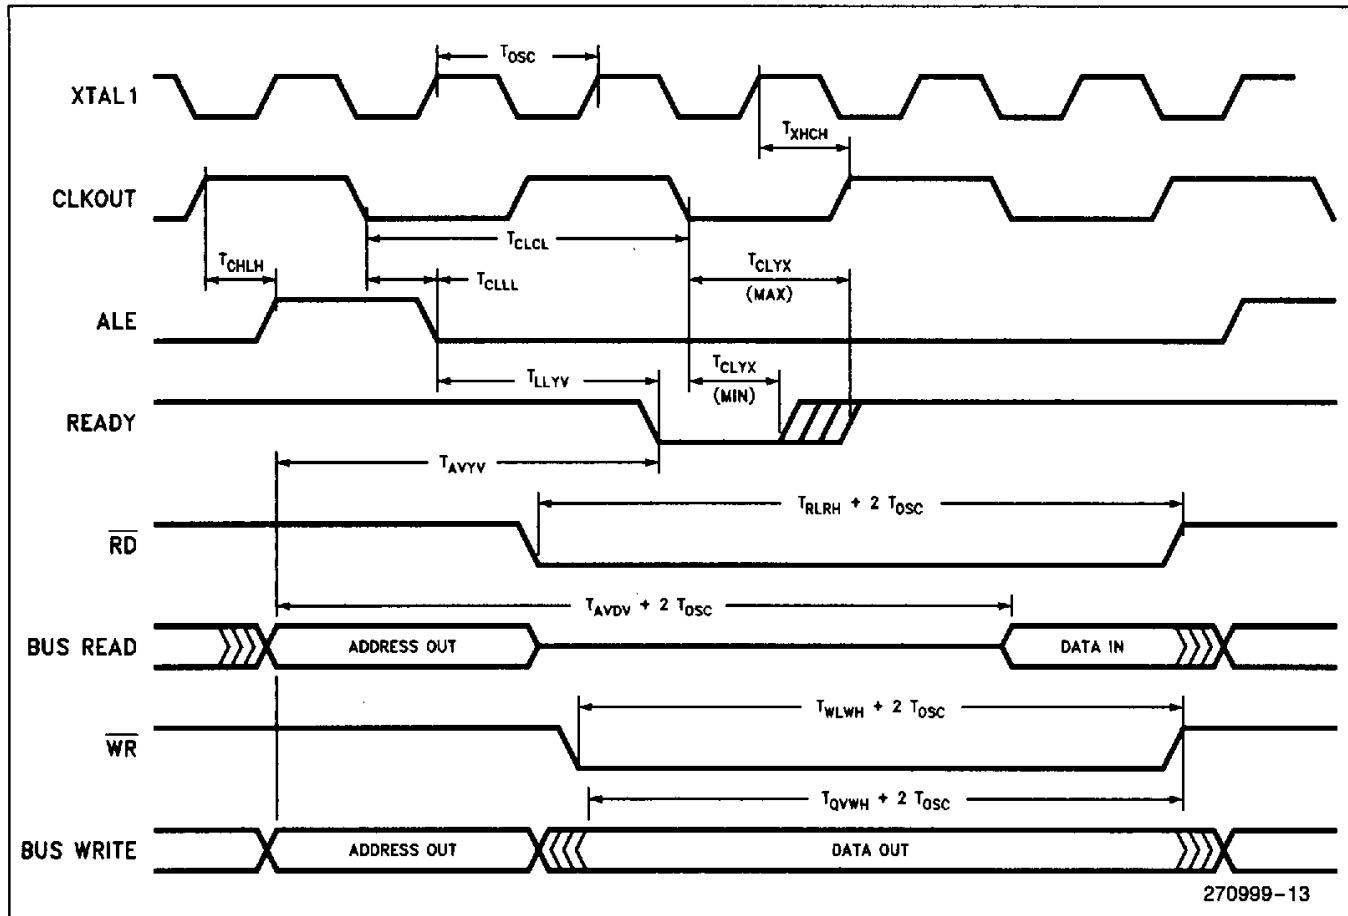 T_OSC
XTAL1
T_XHCH
CLKOUT
T_CLCL
T_CHLH
T_CLLL
T_CLYX
(MAX)
ALE
T_LLYV
T_CLYX
(MIN)
READY
T_AVYV
T_RLRH + 2 T_OSC
RD
T_AVDV + 2 T_OSC
BUS READ
ADDRESS OUT
DATA IN
T_WLWH + 2 T_OSC
WR
T_QVWH + 2 T_OSC
BUS WRITE
ADDRESS OUT
DATA OUT
270999-13